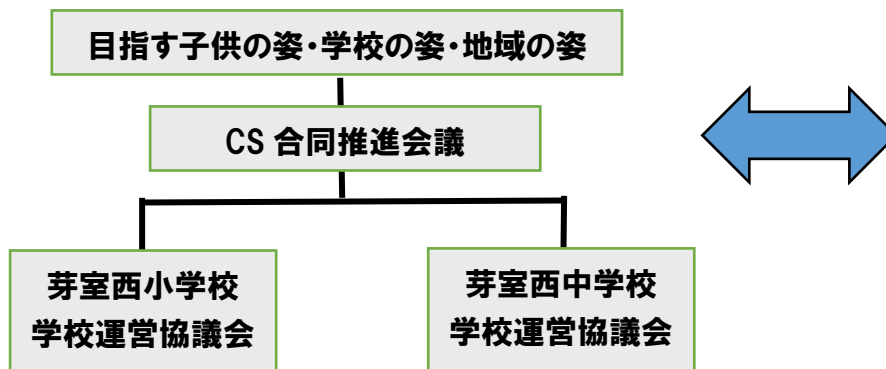 目指す子供の姿・学校の姿・地域の姿
CS 合同推進会議
芽室西小学校
学校運営協議会
芽室西中学校
学校運営協議会